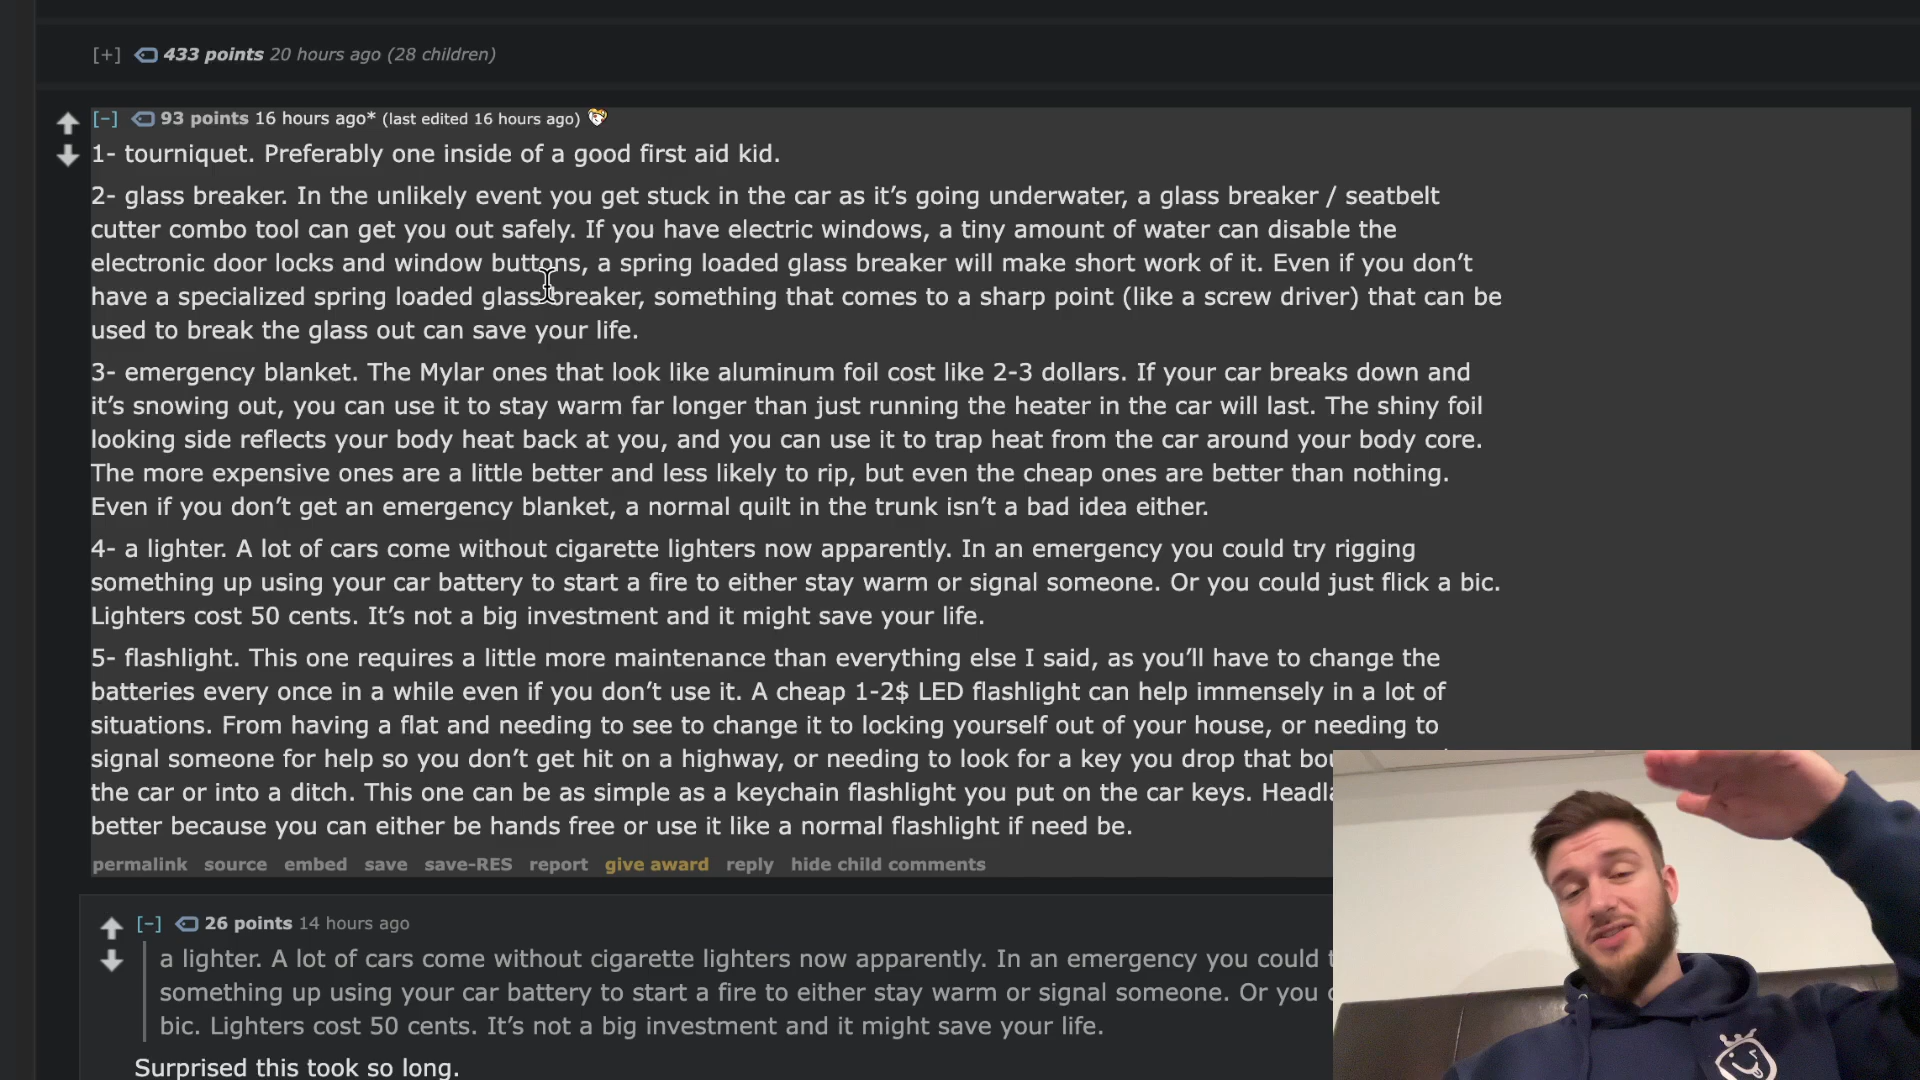 [+] 433 points 20 hours ago (28 children)
[-] 93 points 16 hours ago* (last edited 16 hours ago)
1- tourniquet. Preferably one inside of a good first aid kid.
2- glass breaker. In the unlikely event you get stuck in the car as it’s going underwater, a glass breaker / seatbelt
cutter combo tool can get you out safely. If you have electric windows, a tiny amount of water can disable the
electronic door locks and window buttons, a spring loaded glass breaker will make short work of it. Even if you don’t
have a specialized spring loaded glass breaker, something that comes to a sharp point (like a screw driver) that can be
used to break the glass out can save your life.
3- emergency blanket. The Mylar ones that look like aluminum foil cost like 2-3 dollars. If your car breaks down and
it’s snowing out, you can use it to stay warm far longer than just running the heater in the car will last. The shiny foil
looking side reflects your body heat back at you, and you can use it to trap heat from the car around your body core.
The more expensive ones are a little better and less likely to rip, but even the cheap ones are better than nothing.
Even if you don’t get an emergency blanket, a normal quilt in the trunk isn’t a bad idea either.
4- a lighter. A lot of cars come without cigarette lighters now apparently. In an emergency you could try rigging
something up using your car battery to start a fire to either stay warm or signal someone. Or you could just flick a bic.
Lighters cost 50 cents. It’s not a big investment and it might save your life.
5- flashlight. This one requires a little more maintenance than everything else I said, as you’ll have to change the
batteries every once in a while even if you don’t use it. A cheap 1-2$ LED flashlight can help immensely in a lot of
situations. From having a flat and needing to see to change it to locking yourself out of your house, or needing to
signal someone for help so you don’t get hit on a highway, or needing to look for a key you drop that
the car or into a ditch. This one can be as simple as a keychain flashlight you put on the car keys.
better because you can either be hands free or use it like a normal flashlight if need be.
permalink source embed save save-RES report give award reply hide child comments
[-] 26 points 14 hours ago
a lighter. A lot of cars come without cigarette lighters now apparently. In an emergency you could
something up using your car battery to start a fire to either stay warm or signal someone. Or you
bic. Lighters cost 50 cents. It’s not a big investment and it might save your life.
Surprised this took so long.